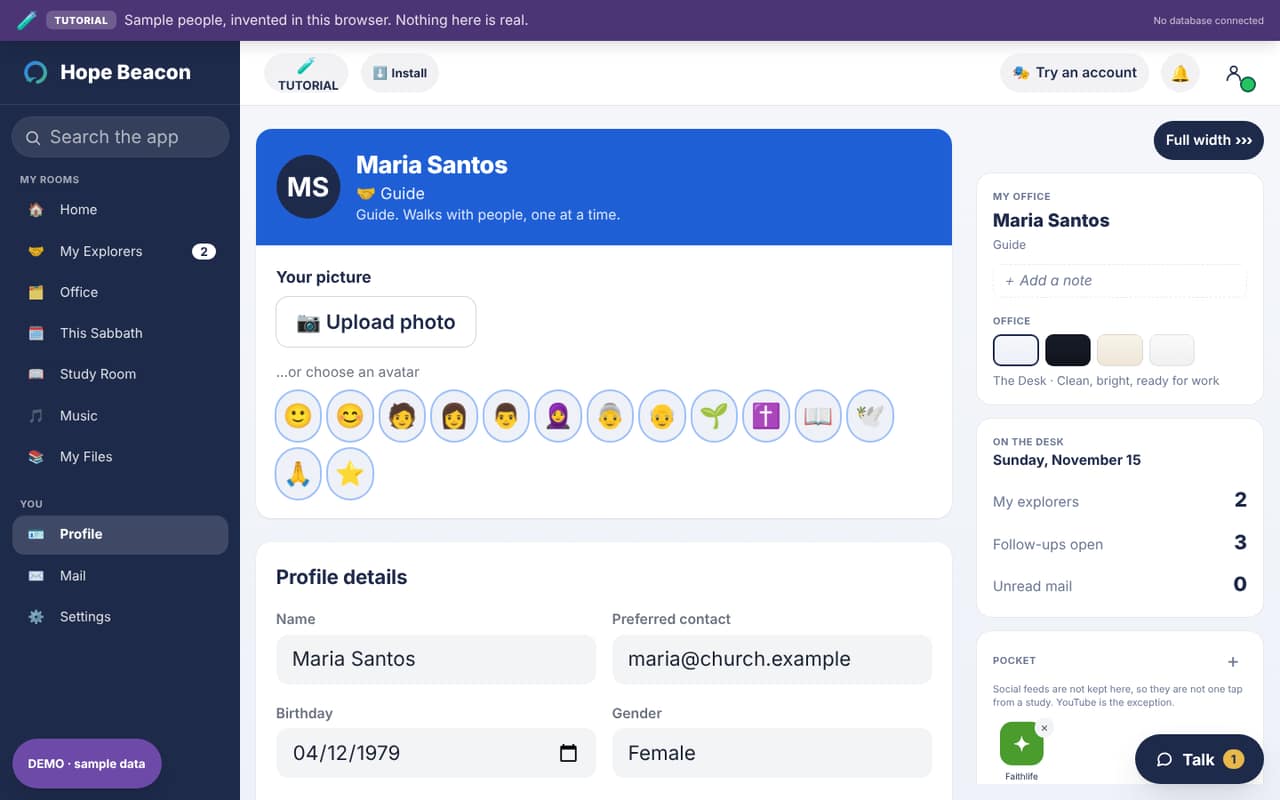 TUTORIAL
Sample people, invented in this browser. Nothing here is real.
No database connected
Hope Beacon
TUTORIAL
Install
Try an account
Search the app
MY ROOMS
Home
My Explorers
2
Office
This Sabbath
Study Room
Music
My Files
YOU
Profile
Mail
Settings
DEMO · sample data
MS
Maria Santos
Guide
Guide. Walks with people, one at a time.
Your picture
Upload photo
...or choose an avatar
Profile details
Name
Preferred contact
Maria Santos
maria@church.example
Birthday
Gender
04/12/1979
Female
Full width ›››
MY OFFICE
Maria Santos
Guide
+ Add a note
OFFICE
The Desk · Clean, bright, ready for work
ON THE DESK
Sunday, November 15
My explorers
2
Follow-ups open
3
Unread mail
0
POCKET
+
Social feeds are not kept here, so they are not one tap
from a study. YouTube is the exception.
×
Faithlife
Talk
1